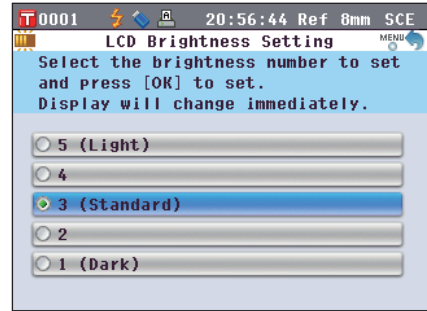 T0001 A 20:56:44 Ref 8mm SCE
LCD Brightness Setting MENU
Select the brightness number to set
and press [OK] to set.
Display will change immediately.
5 (Light)
4
3 (Standard)
2
1 (Dark)